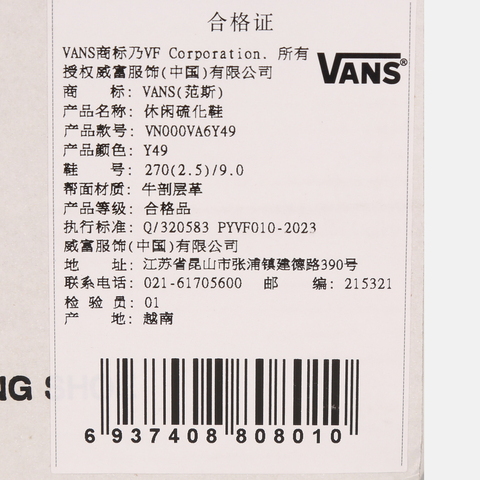 合格证
VANS商标乃VF Corporation. 所有
授权威富服饰(中国)有限公司
VANS®
商 标: VANS(范斯)
产品名称: 休闲硫化鞋
产品款号: VN000VA6Y49
产品颜色: Y49
鞋 号: 270(2.5)/9.0
帮面材质: 牛剖层革
产品等级: 合格品
执行标准: Q/320583 PYVF010-2023
威富服饰(中国)有限公司
地 址: 江苏省昆山市张浦镇建德路390号
联系电话: 021-61705600 邮 编: 215321
检 验 员: 01
产 地: 越南
NG SHO
6 937408 808010